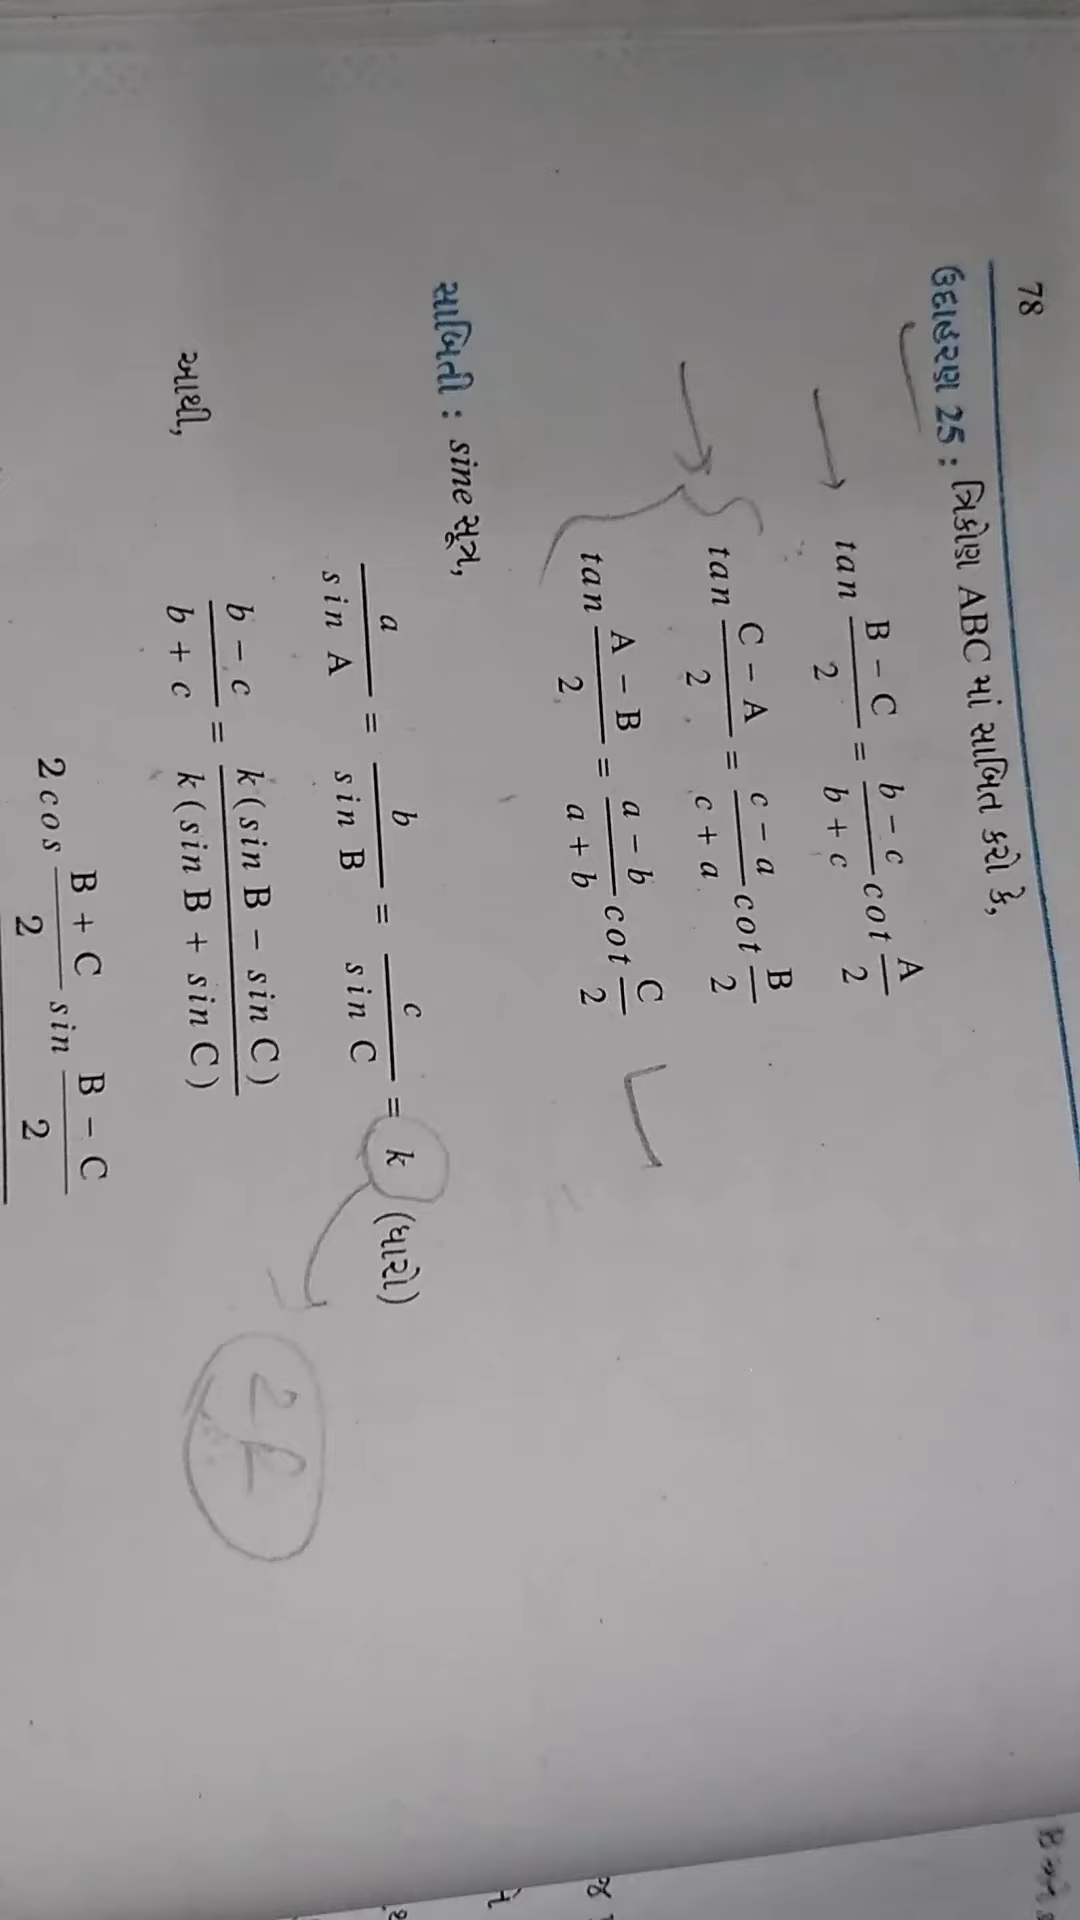 78
ઉદાહરણ 25 : ત્રિકોણ ABC માં સાબિત કરો કે,
tan (B − C)/2 = (b − c)/(b + c) cot A/2
tan (C − A)/2 = (c − a)/(c + a) cot B/2
tan (A − B)/2 = (a − b)/(a + b) cot C/2
સાબિતી : sine સૂત્ર,
a/sin A = b/sin B = c/sin C = k (ધારો)
2R
આથી, (b − c)/(b + c) = k(sin B − sin C)/k(sin B + sin C)
2 cos (B + C)/2 sin (B − C)/2